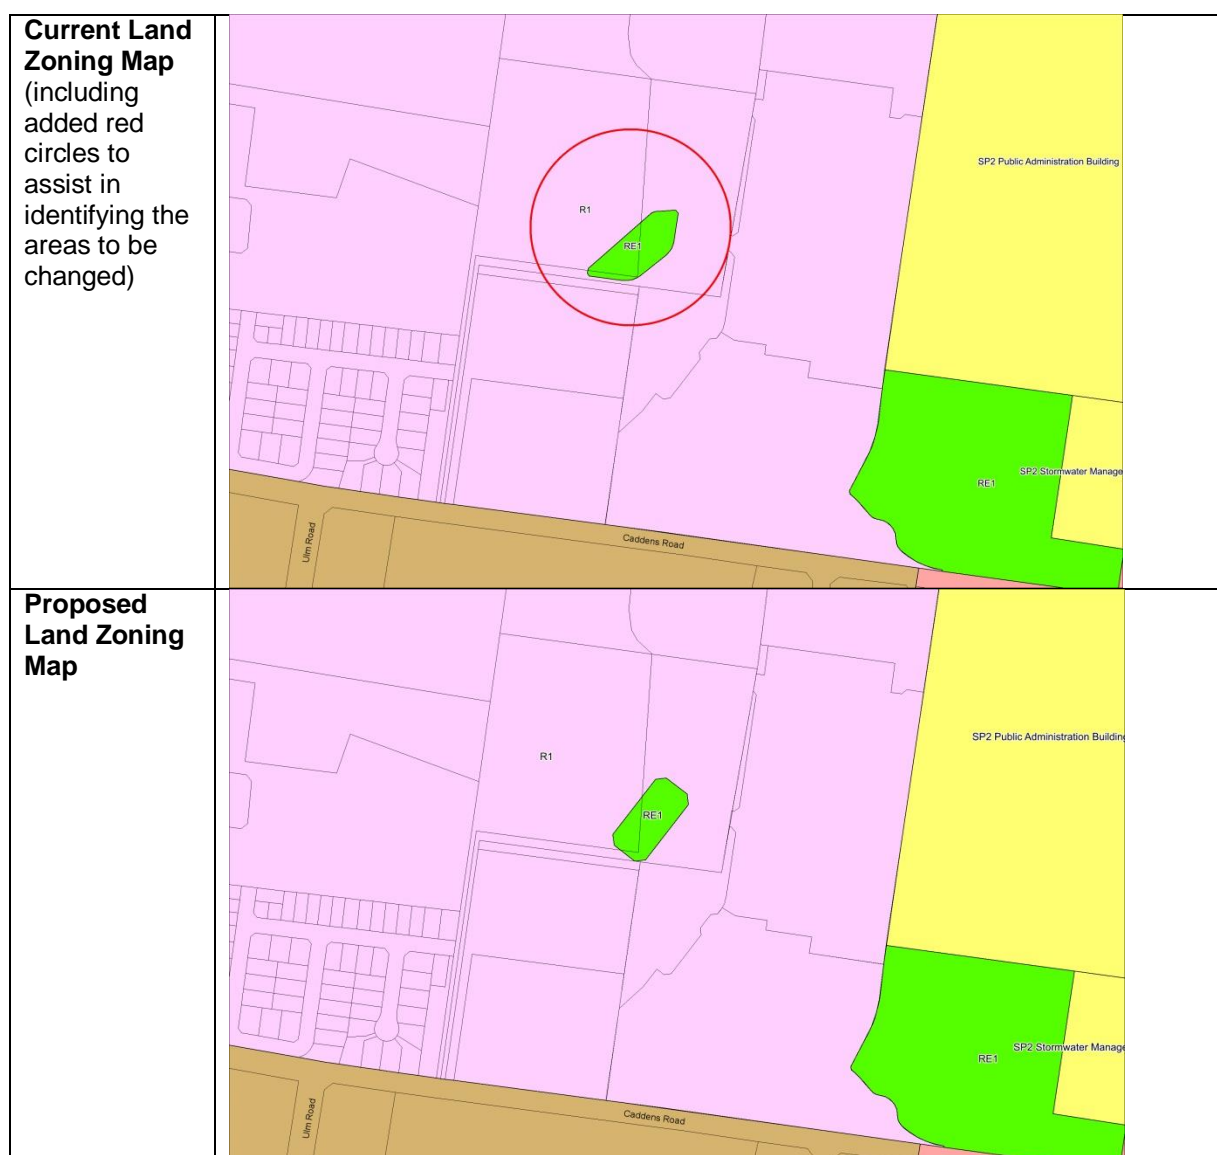 Current Land
Zoning Map
(including
added red
circles to
assist in
identifying the
areas to be
changed)
SP2 Public Administration Building
R1
RE1
SP2 Stormwater Manage
RE1
Caddens Road
Ulm Road
Proposed
Land Zoning
Map
SP2 Public Administration Building
R1
RE1
SP2 Stormwater Manage
RE1
Caddens Road
Ulm Road